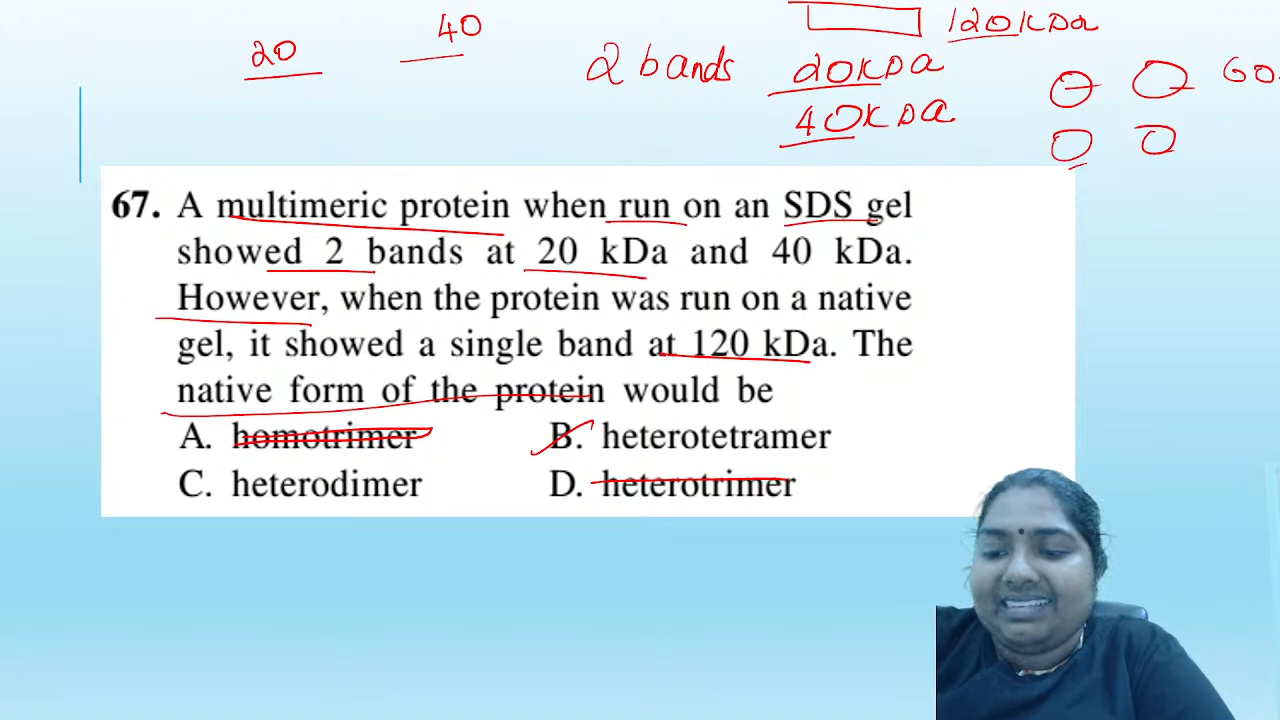 20 40 2 bands 20KDa 120KDa
40KDa 60
67. A multimeric protein when run on an SDS gel
showed 2 bands at 20 kDa and 40 kDa.
However, when the protein was run on a native
gel, it showed a single band at 120 kDa. The
native form of the protein would be
A. homotrimer B. heterotetramer
C. heterodimer D. heterotrimer